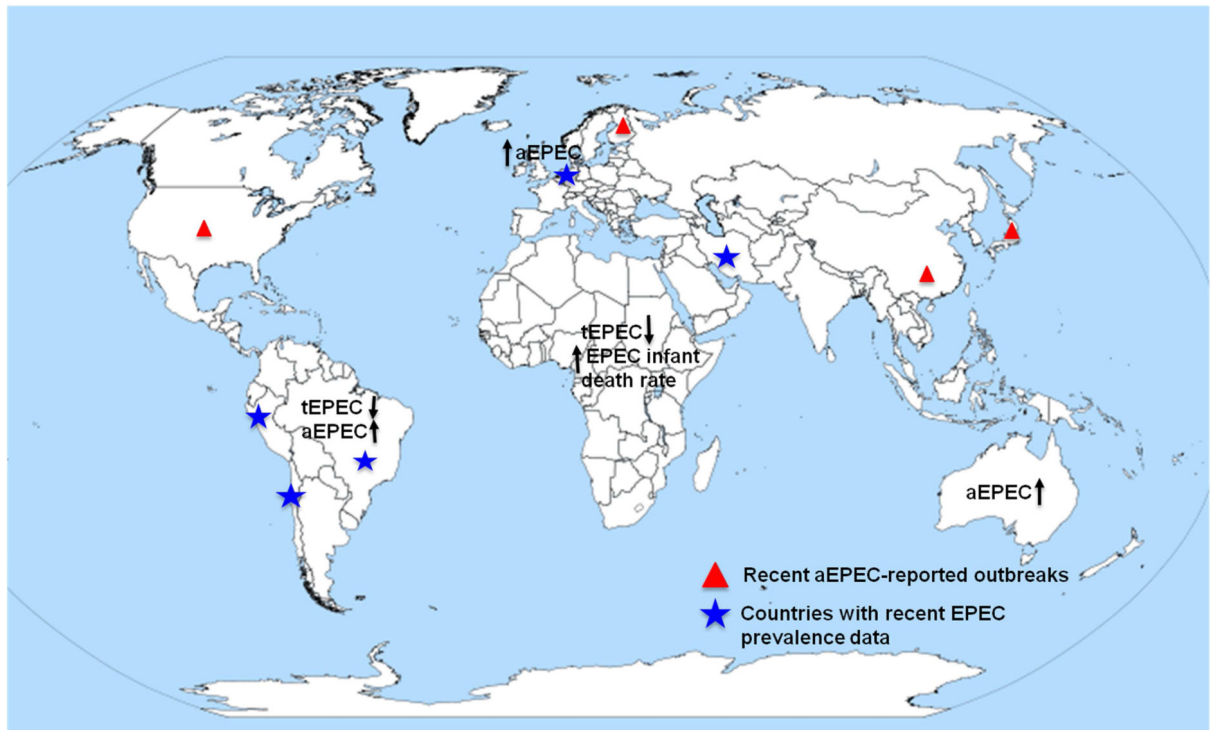 ↑aEPEC
tEPEC↓
↑ EPEC infant
death rate
tEPEC↓
aEPEC↑
aEPEC↑
Recent aEPEC-reported outbreaks
Countries with recent EPEC
prevalence data